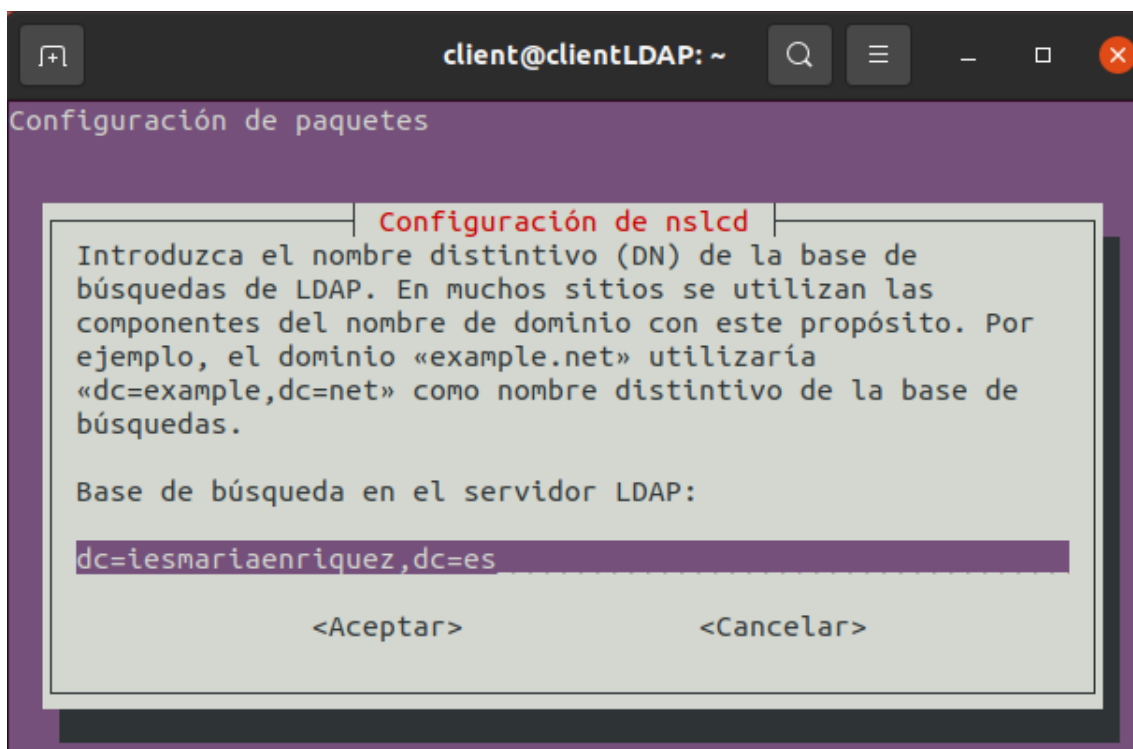 client@clientLDAP: ~
Configuración de paquetes
Configuración de nslcd
Introduzca el nombre distintivo (DN) de la base de
búsquedas de LDAP. En muchos sitios se utilizan las
componentes del nombre de dominio con este propósito. Por
ejemplo, el dominio «example.net» utilizaría
«dc=example,dc=net» como nombre distintivo de la base de
búsquedas.
Base de búsqueda en el servidor LDAP:
dc=iesmariaenriquez,dc=es
<Aceptar> <Cancelar>